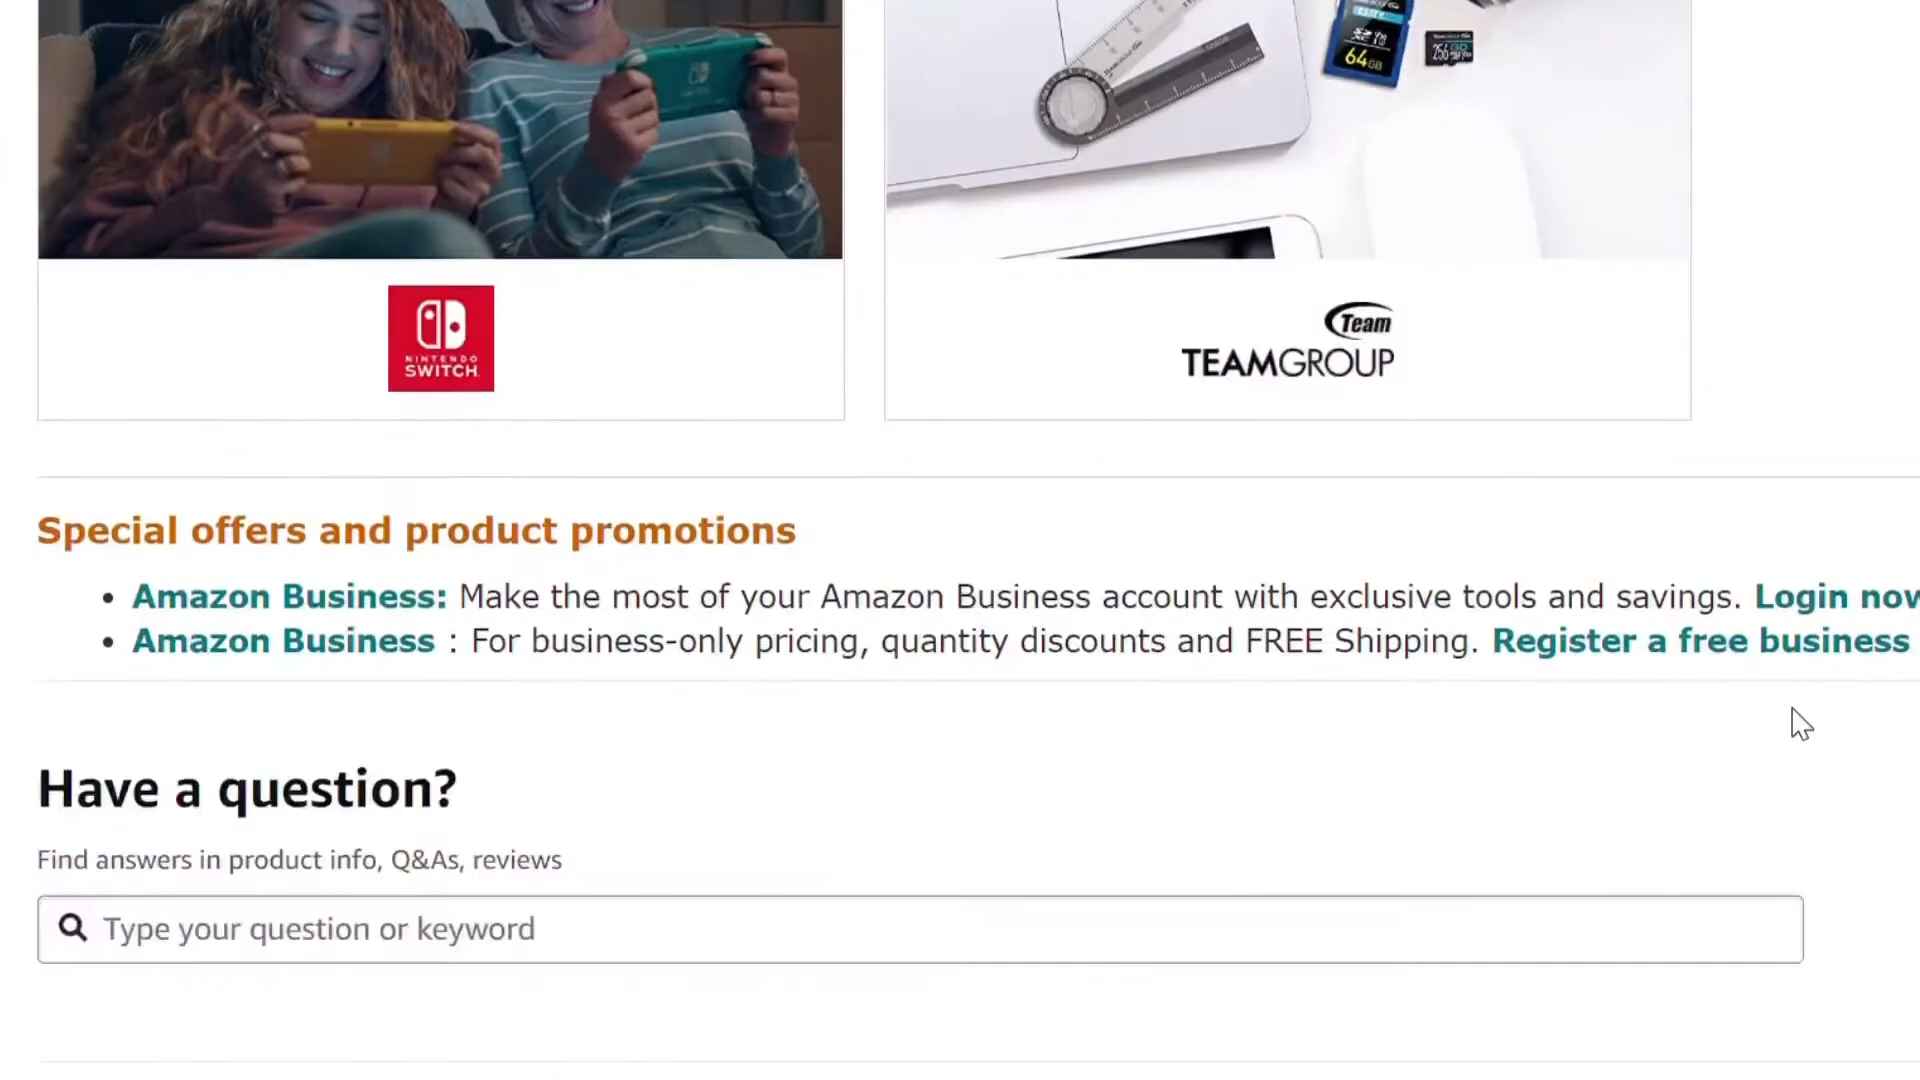 64GB
256
NINTENDO
SWITCH
Team
TEAMGROUP
Special offers and product promotions
• Amazon Business: Make the most of your Amazon Business account with exclusive tools and savings. Login now
• Amazon Business : For business-only pricing, quantity discounts and FREE Shipping. Register a free business
Have a question?
Find answers in product info, Q&As, reviews
Type your question or keyword